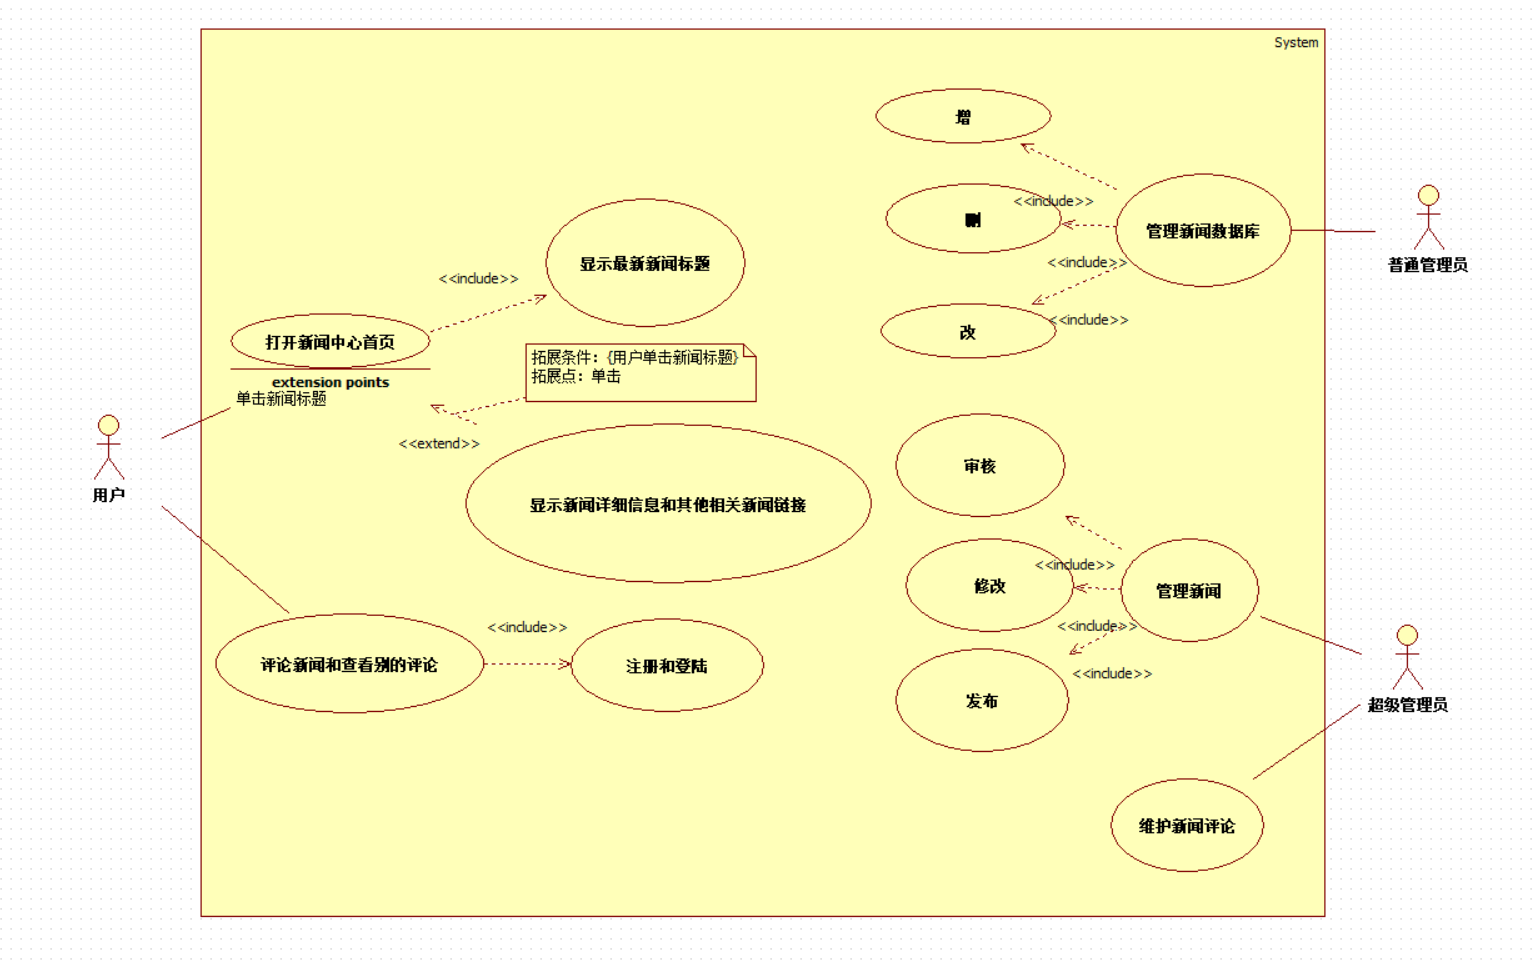 System
增
<<include>>
删
管理新闻数据库
普通管理员
<<include>>
显示最新新闻标题
<<include>>
<<include>>
改
打开新闻中心首页
extension points
单击新闻标题
拓展条件：{用户单击新闻标题}
拓展点：单击
<<extend>>
用户
显示新闻详细信息和其他相关新闻链接
审核
<<include>>
修改
管理新闻
<<include>>
<<include>>
评论新闻和查看别的评论
<<include>>
注册和登陆
发布
超级管理员
维护新闻评论